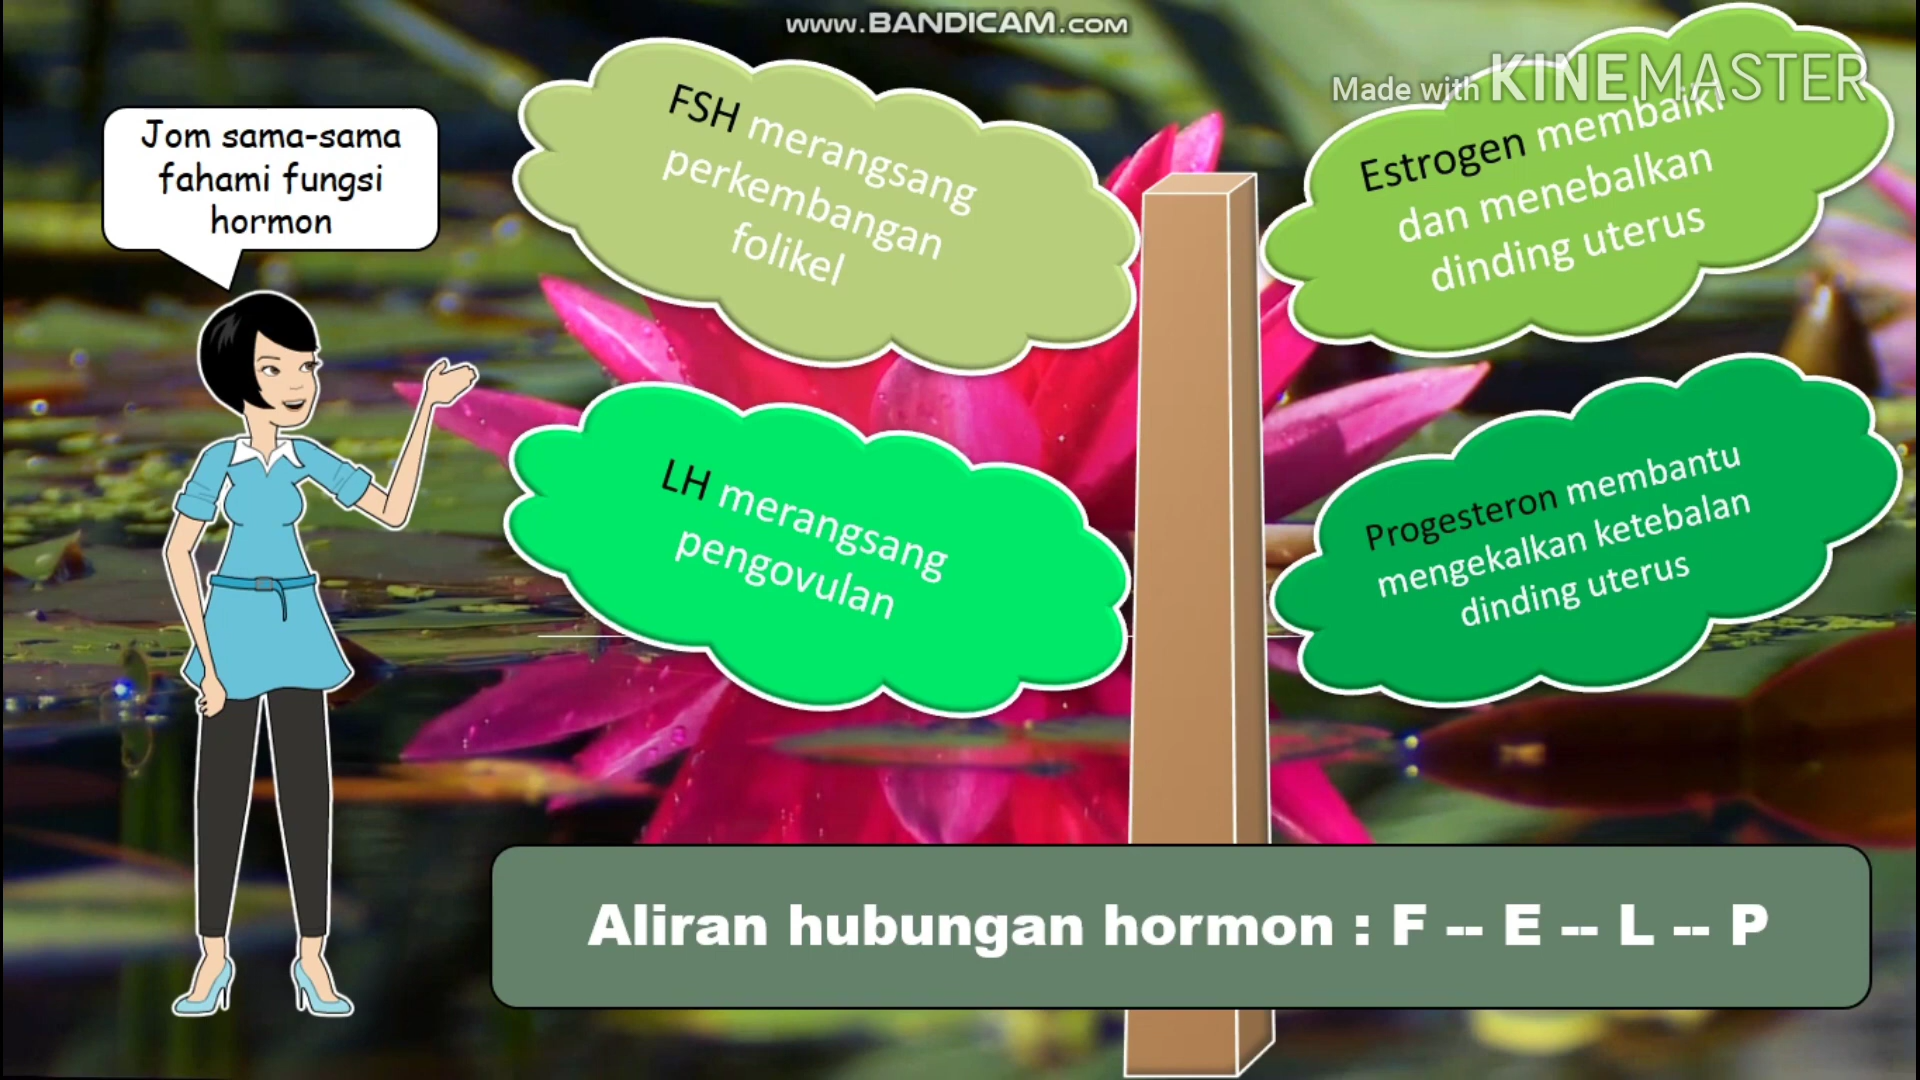 www.BANDICAM.com
Made with KINEMASTER
Jom sama-sama
fahami fungsi
hormon
FSH merangsang
perkembangan
folikel
Estrogen membaiki
dan menebalkan
dinding uterus
LH merangsang
pengovulan
Progesteron membantu
mengekalkan ketebalan
dinding uterus
Aliran hubungan hormon : F -- E -- L -- P